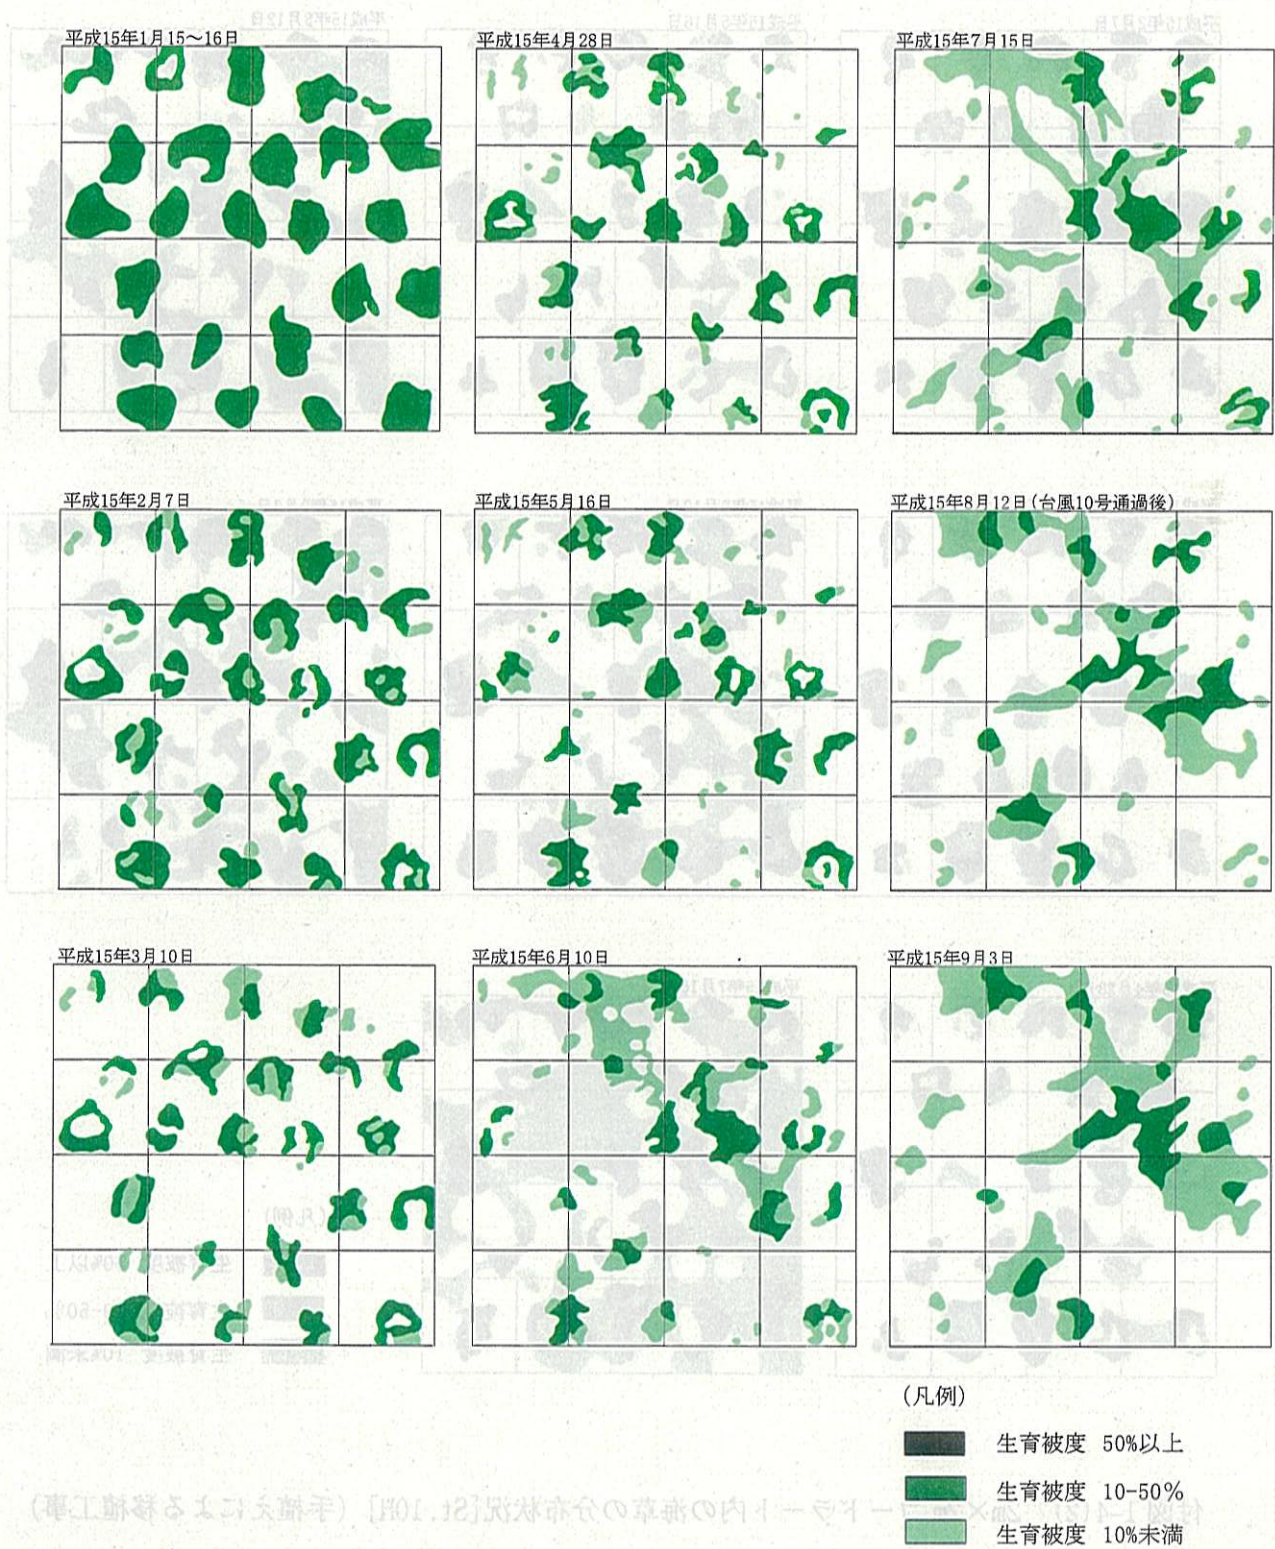 平成15年1月15～16日
平成15年4月28日
平成15年7月15日
平成15年2月7日
平成15年5月16日
平成15年8月12日(台風10号通過後)
平成15年3月10日
平成15年6月10日
平成15年9月3日
(凡例)
生育被度 50%以上
生育被度 10-50%
生育被度 10%未満